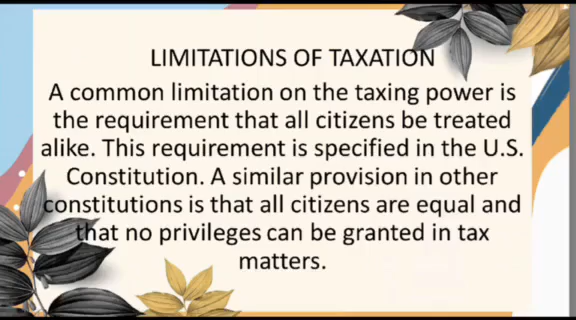 LIMITATIONS OF TAXATION
A common limitation on the taxing power is
the requirement that all citizens be treated
alike. This requirement is specified in the U.S.
Constitution. A similar provision in other
constitutions is that all citizens are equal and
that no privileges can be granted in tax
matters.